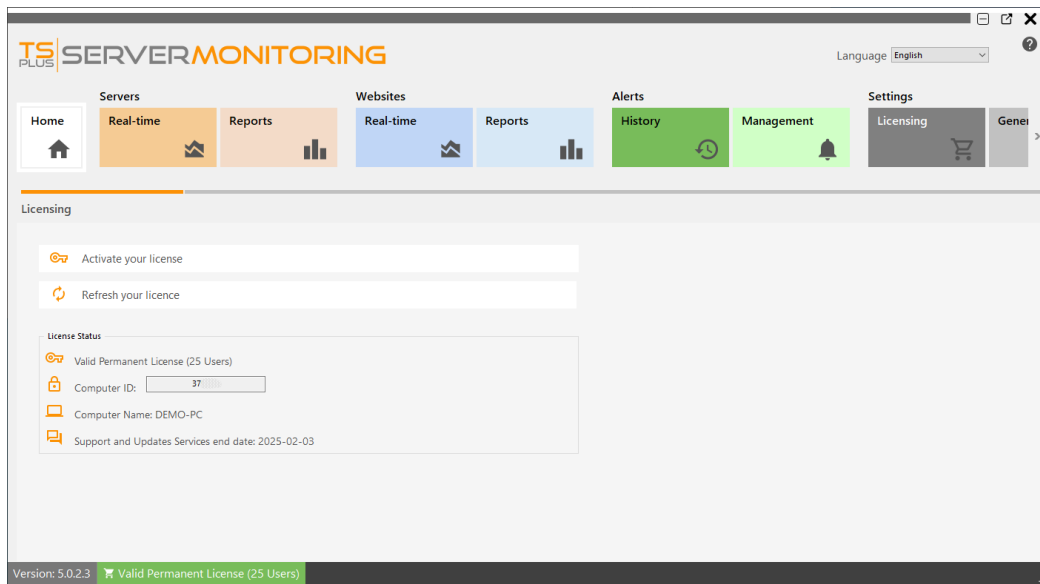 TS PLUS SERVERMONITORING
Language English
Servers Websites Alerts Settings
Home Real-time Reports Real-time Reports History Management Licensing Gener
Licensing
Activate your license
Refresh your licence
License Status
Valid Permanent License (25 Users)
Computer ID: 37
Computer Name: DEMO-PC
Support and Updates Services end date: 2025-02-03
Version: 5.0.2.3 Valid Permanent License (25 Users)